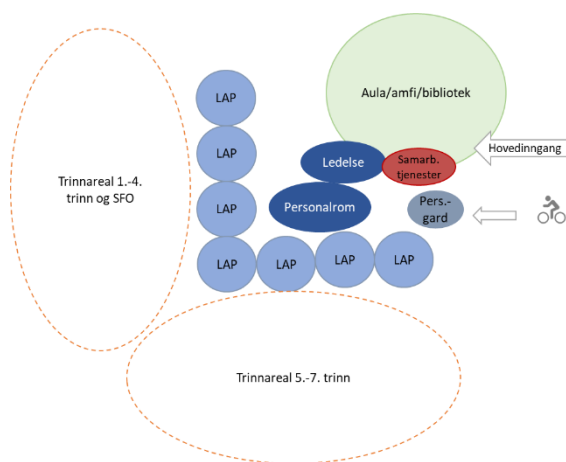 Aula/amfi/bibliotek
LAP
Hovedinngang
LAP
Ledelse
Samarb.
tjenester
Trinnareal 1.-4.
trinn og SFO
LAP
Personalrom
Pers.-
gard
LAP
LAP
LAP
LAP
Trinnareal 5.-7. trinn